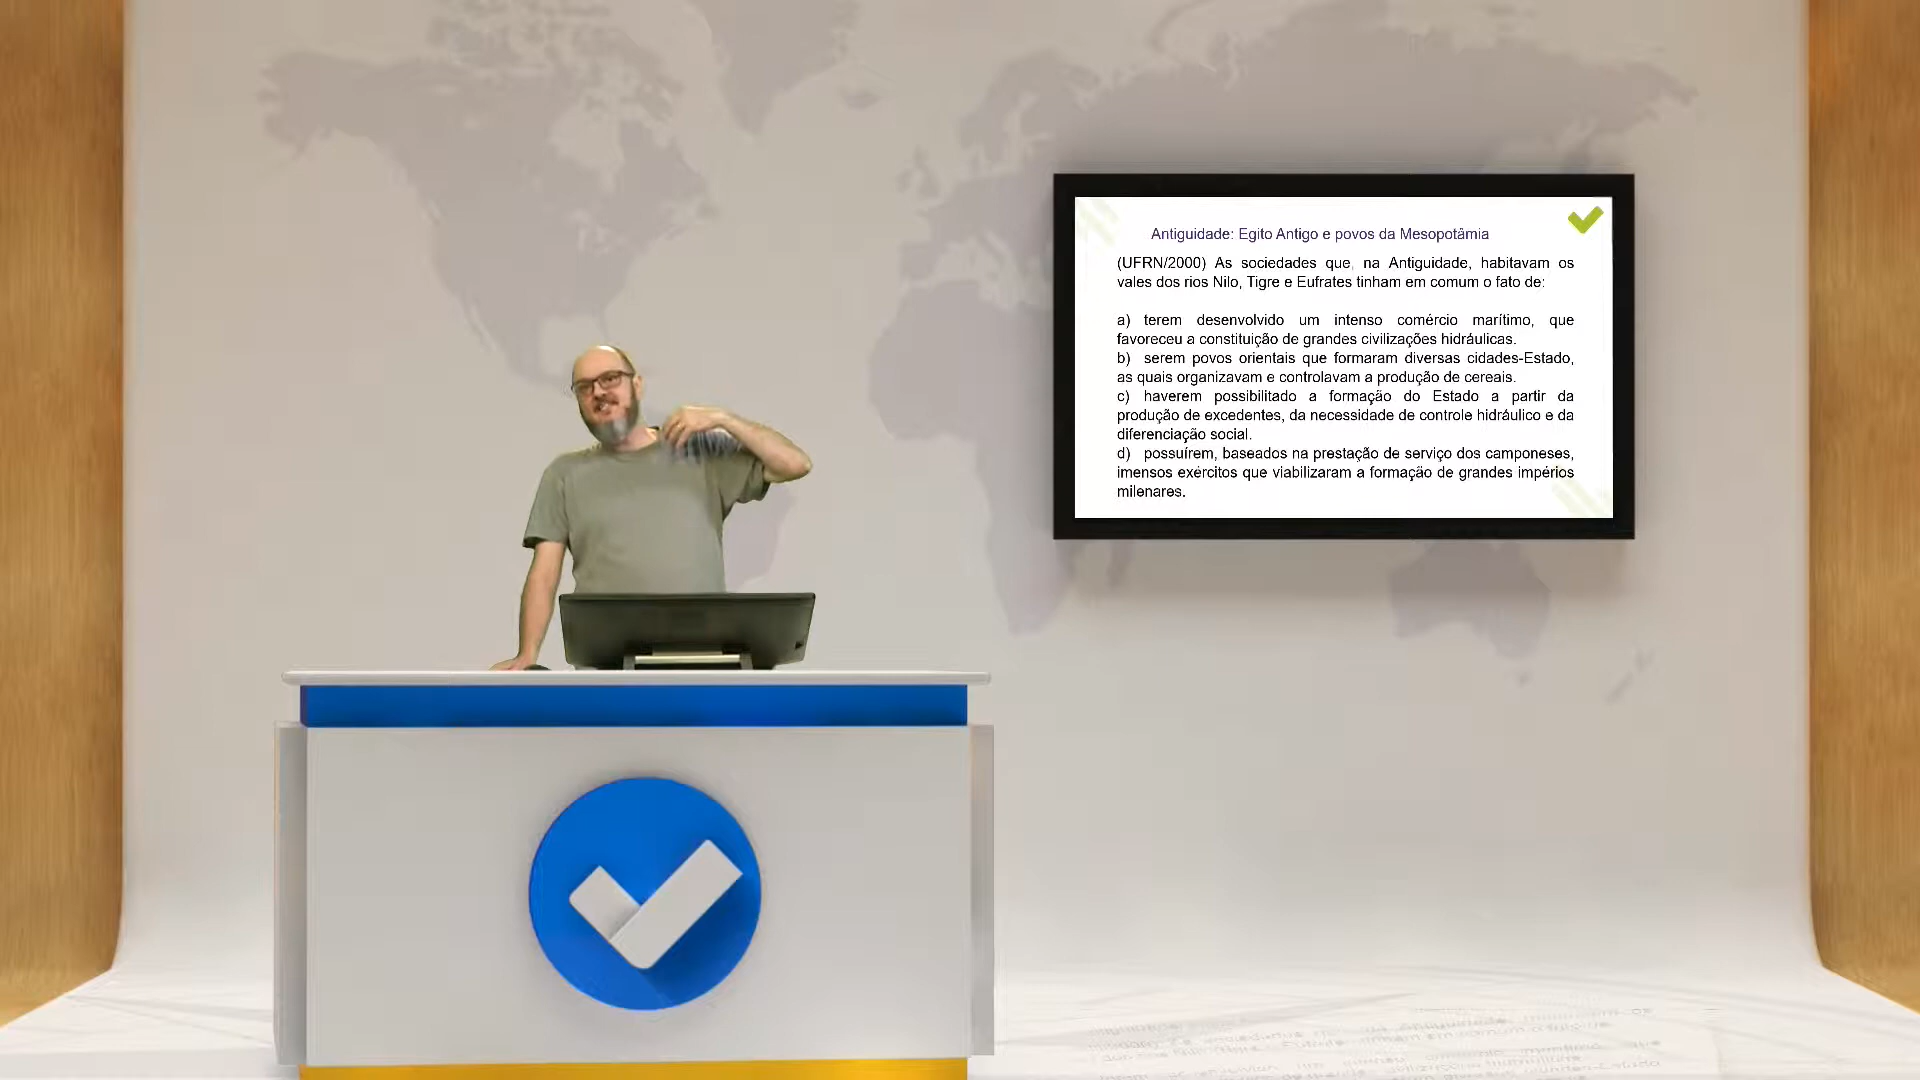 Antiguidade: Egito Antigo e povos da Mesopotâmia
(UFRN/2000) As sociedades que, na Antiguidade, habitavam os
vales dos rios Nilo, Tigre e Eufrates tinham em comum o fato de:
a) terem desenvolvido um intenso comércio marítimo, que
favoreceu a constituição de grandes civilizações hidráulicas.
b) serem povos orientais que formaram diversas cidades-Estado,
as quais organizavam e controlavam a produção de cereais.
c) haverem possibilitado a formação do Estado a partir da
produção de excedentes, da necessidade de controle hidráulico e da
diferenciação social.
d) possuírem, baseados na prestação de serviço dos camponeses,
imensos exércitos que viabilizaram a formação de grandes impérios
milenares.